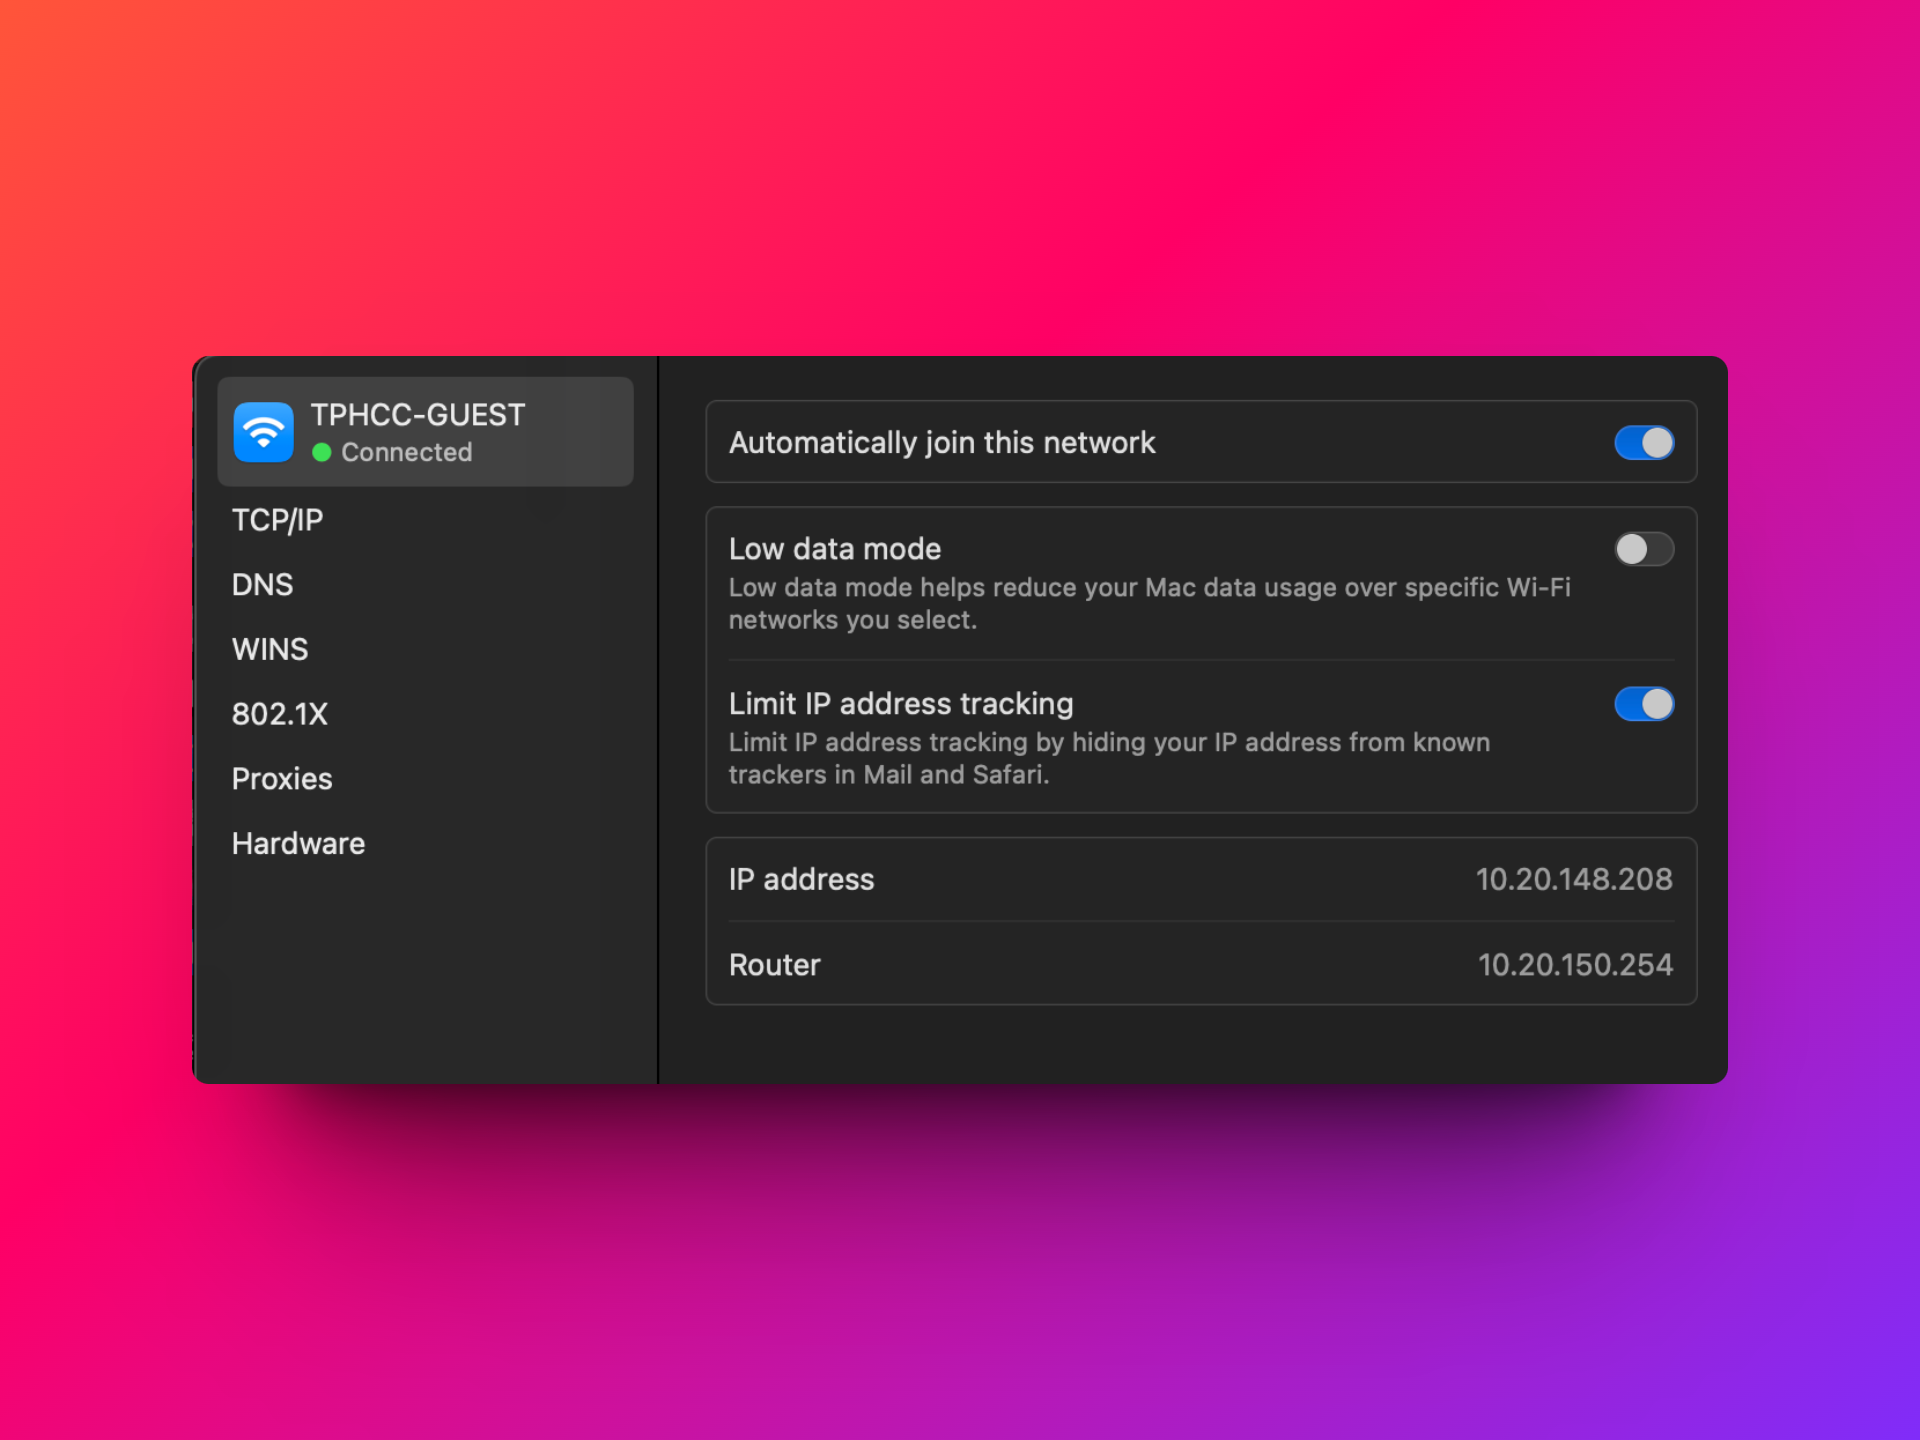 TPHCC-GUEST
Connected
TCP/IP
DNS
WINS
802.1X
Proxies
Hardware
Automatically join this network
Low data mode
Low data mode helps reduce your Mac data usage over specific Wi-Fi
networks you select.
Limit IP address tracking
Limit IP address tracking by hiding your IP address from known
trackers in Mail and Safari.
IP address 10.20.148.208
Router 10.20.150.254